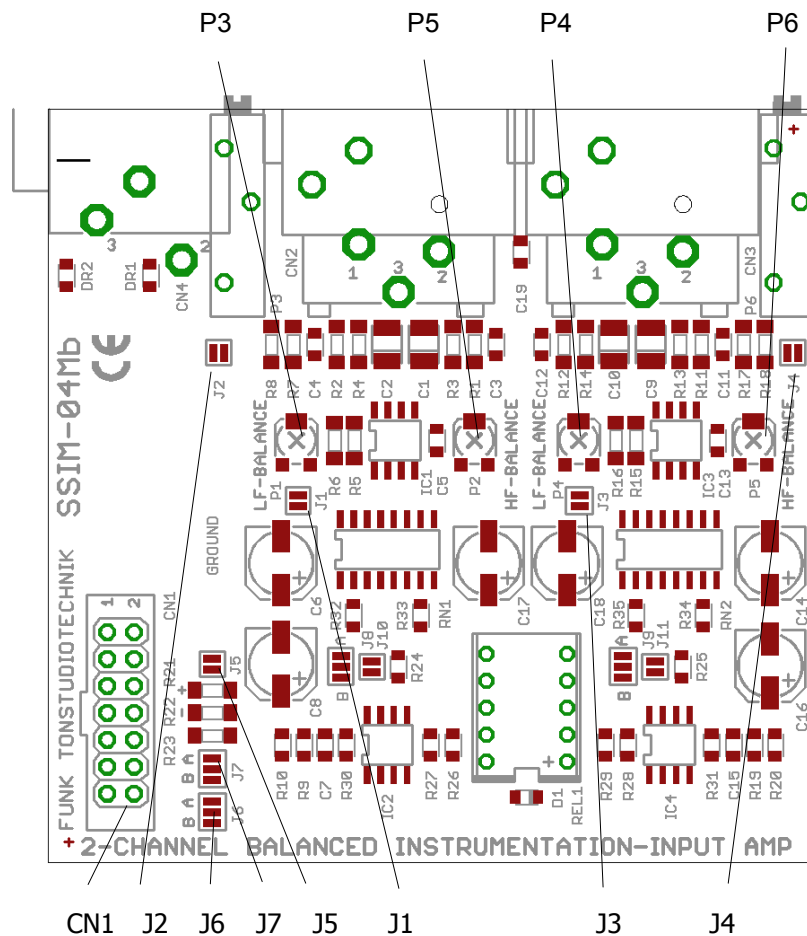 P3 P5 P4 P6
+
3 2 CN4
DR2 DR1
CN2 1 3 2
C19
1 3 2 CN3
P3 P6
SSIM-04Mb
CE
J2 J4
R8 R7 C4 R2 R4 C2 C1 R3 R1 C3
C12 R12 R14 C10 C9 R13 R11 C11 R17 R18
LF-BALANCE HF-BALANCE LF-BALANCE HF-BALANCE
P1 R6 R5 IC1 C5 P2
P4 R16 R15 IC3 C13 P5
J1 J3
GROUND
C6 R32 R33 RN1 C17 C18 R35 R34 RN2 C14
1 2 CN1
A J8 J10 R24 B
A J9 J11 R25 B
C8 C16
R21 J5
+ R22 -
R23
A B J7
A B J6
R10 R9 C7 R30 IC2 R27 R26
+ D1 REL1
R29 R28 IC4 R31 C15 R19 R20
FUNK TONSTUDIOTECHNIK
+ 2-CHANNEL BALANCED INSTRUMENTATION-INPUT AMP
CN1 J2 J6 J7 J5 J1 J3 J4